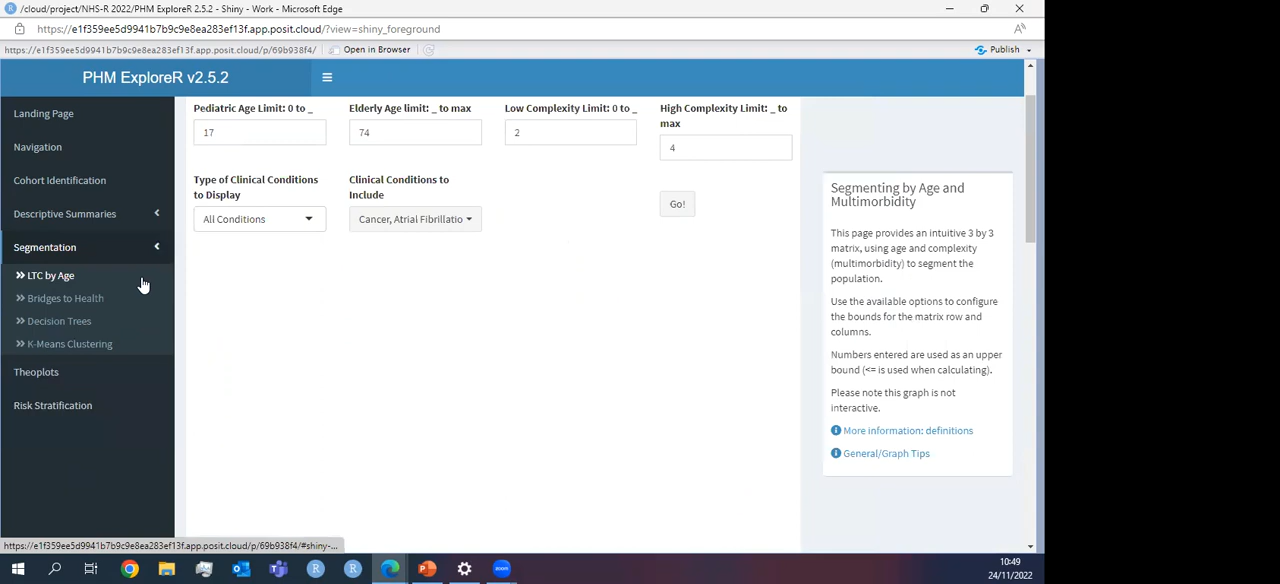 /cloud/project/NHS-R 2022/PHM ExploreR 2.5.2 - Shiny - Work - Microsoft Edge
https://e1f359ee5d9941b7b9c9e8ea283ef13f.app.posit.cloud/?view=shiny_foreground
https://e1f359ee5d9941b7b9c9e8ea283ef13f.app.posit.cloud/p/69b938f4/
Open in Browser
Publish
PHM ExploreR v2.5.2
Landing Page
Navigation
Cohort Identification
Descriptive Summaries
Segmentation
LTC by Age
Bridges to Health
Decision Trees
K-Means Clustering
Theoplots
Risk Stratification
Pediatric Age Limit: 0 to _
17
Elderly Age limit: _ to max
74
Low Complexity Limit: 0 to _
2
High Complexity Limit: _ to
max
4
Type of Clinical Conditions
to Display
All Conditions
Clinical Conditions to
Include
Cancer, Atrial Fibrillatio
Go!
Segmenting by Age and
Multimorbidity
This page provides an intuitive 3 by 3
matrix, using age and complexity
(multimorbidity) to segment the
population.
Use the available options to configure
the bounds for the matrix row and
columns.
Numbers entered are used as an upper
bound (<= is used when calculating).
Please note this graph is not
interactive.
More information: definitions
General/Graph Tips
https://e1f359ee5d9941b7b9c9e8ea283ef13f.app.posit.cloud/p/69b938f4/#shiny-...
10:49
24/11/2022